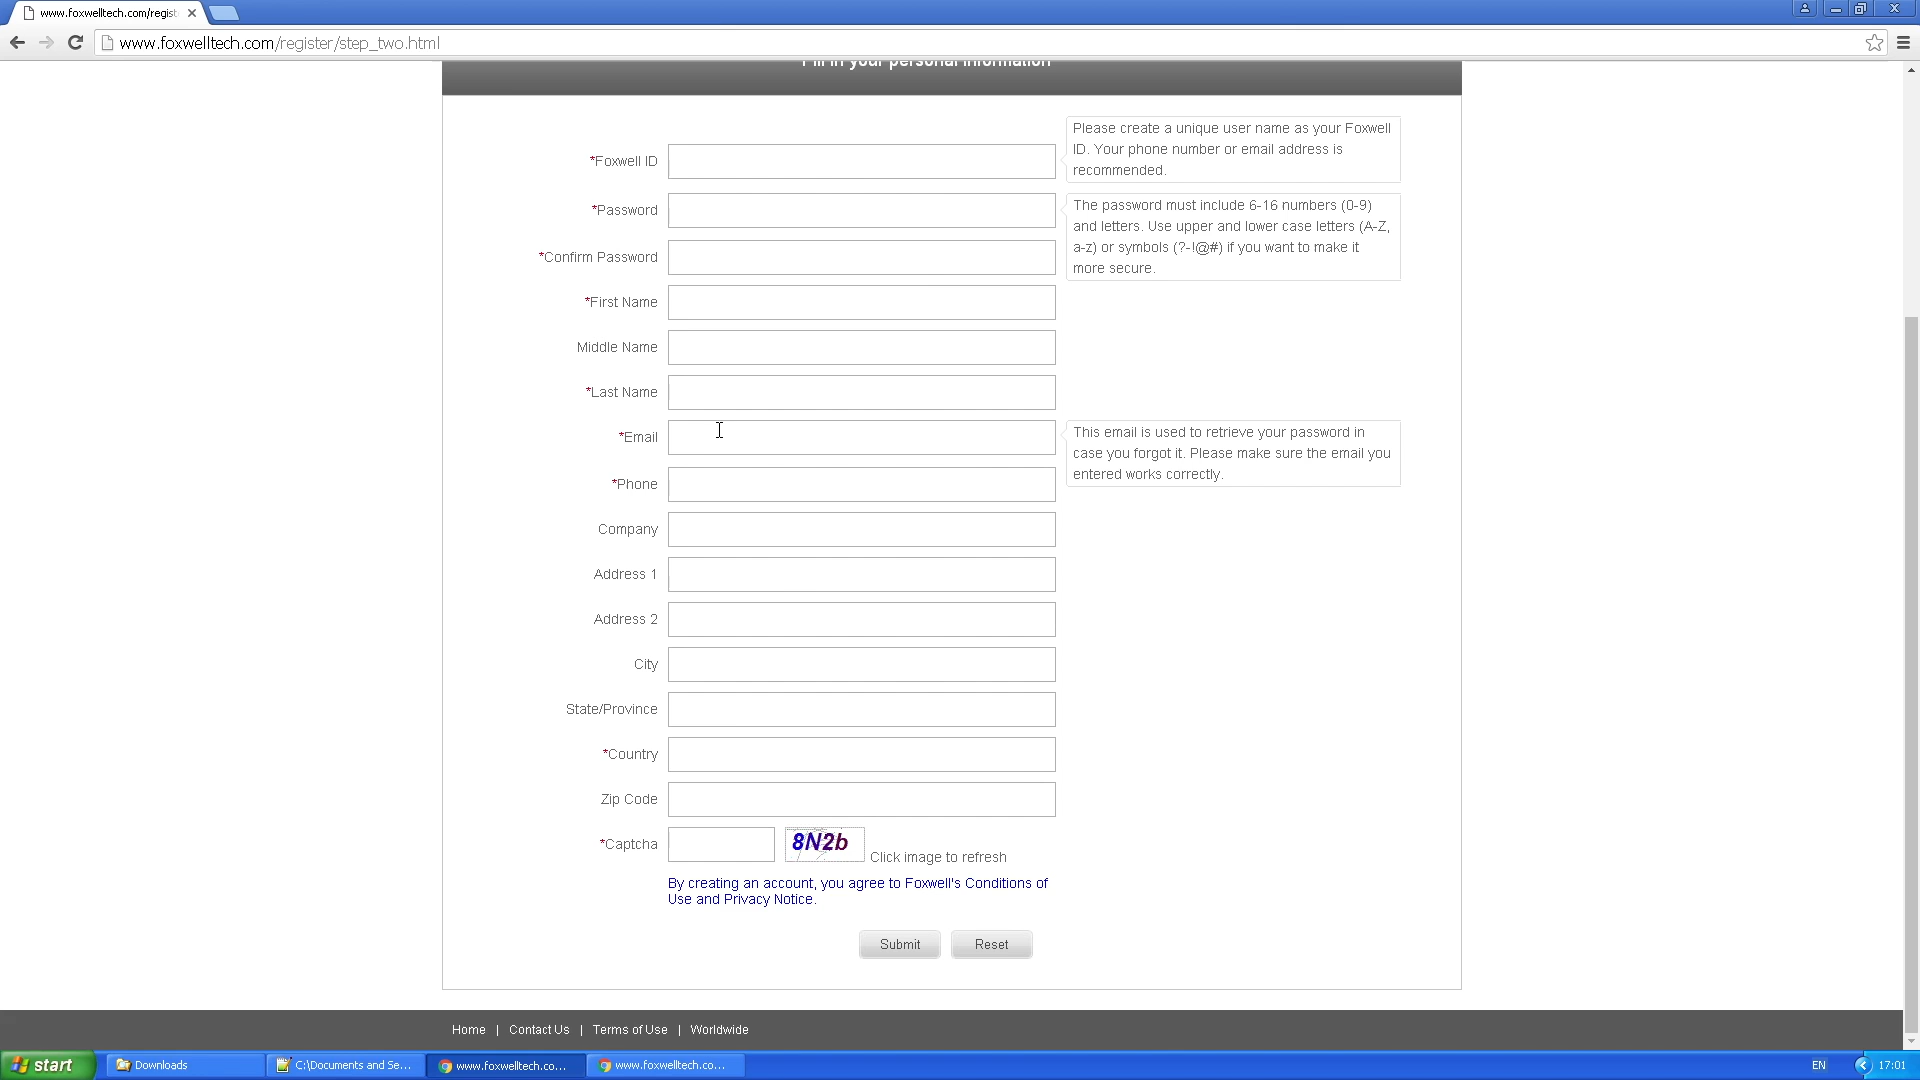 www.foxwelltech.com/regist
www.foxwelltech.com/register/step_two.html
Fill in your personal information
*Foxwell ID
Please create a unique user name as your Foxwell
ID. Your phone number or email address is
recommended.
*Password
The password must include 6-16 numbers (0-9)
and letters. Use upper and lower case letters (A-Z,
a-z) or symbols (?-!@#) if you want to make it
more secure.
*Confirm Password
*First Name
Middle Name
*Last Name
*Email
This email is used to retrieve your password in
case you forgot it. Please make sure the email you
entered works correctly.
*Phone
Company
Address 1
Address 2
City
State/Province
*Country
Zip Code
*Captcha
8N2b
Click image to refresh
By creating an account, you agree to Foxwell's Conditions of
Use and Privacy Notice.
Submit
Reset
Home | Contact Us | Terms of Use | Worldwide
start
Downloads
C:\Documents and Se...
www.foxwelltech.co...
www.foxwelltech.co...
EN
17:01